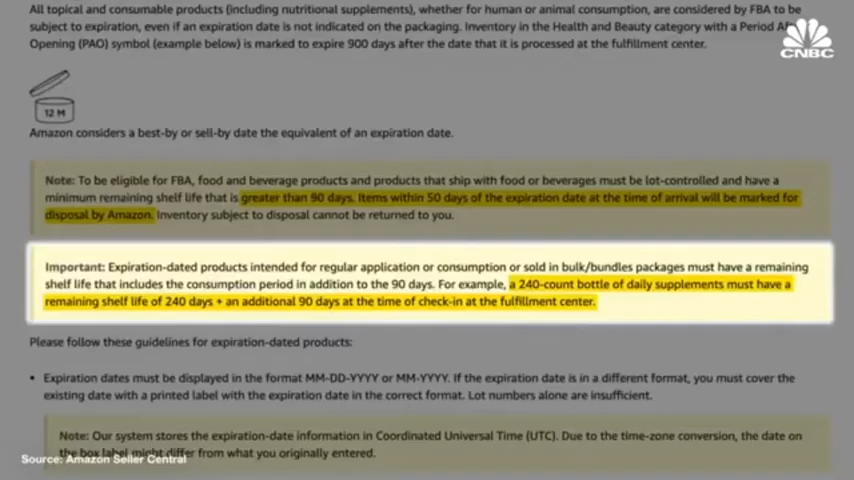 All topical and consumable products (including nutritional supplements), whether for human or animal consumption, are considered by FBA to be
subject to expiration, even if an expiration date is not indicated on the packaging. Inventory in the Health and Beauty category with a Period
Opening (PAO) symbol (example below) is marked to expire 900 days after the date that it is processed at the fulfillment center.
CNBC
12 M
Amazon considers a best-by or sell-by date the equivalent of an expiration date.
Note: To be eligible for FBA, food and beverage products and products that ship with food or beverages must be lot-controlled and have a
minimum remaining shelf life that is greater than 90 days. Items within 50 days of the expiration date at the time of arrival will be marked for
disposal by Amazon. Inventory subject to disposal cannot be returned to you.
Important: Expiration-dated products intended for regular application or consumption or sold in bulk/bundles packages must have a remaining
shelf life that includes the consumption period in addition to the 90 days. For example, a 240-count bottle of daily supplements must have a
remaining shelf life of 240 days + an additional 90 days at the time of check-in at the fulfillment center.
Please follow these guidelines for expiration-dated products:
• Expiration dates must be displayed in the format MM-DD-YYYY or MM-YYYY. If the expiration date is in a different format, you must cover the
existing date with a printed label with the expiration date in the correct format. Lot numbers alone are insufficient.
Note: Our system stores the expiration-date information in Coordinated Universal Time (UTC). Due to the time-zone conversion, the date on
the box label might differ from what you originally entered.
Source: Amazon Seller Central